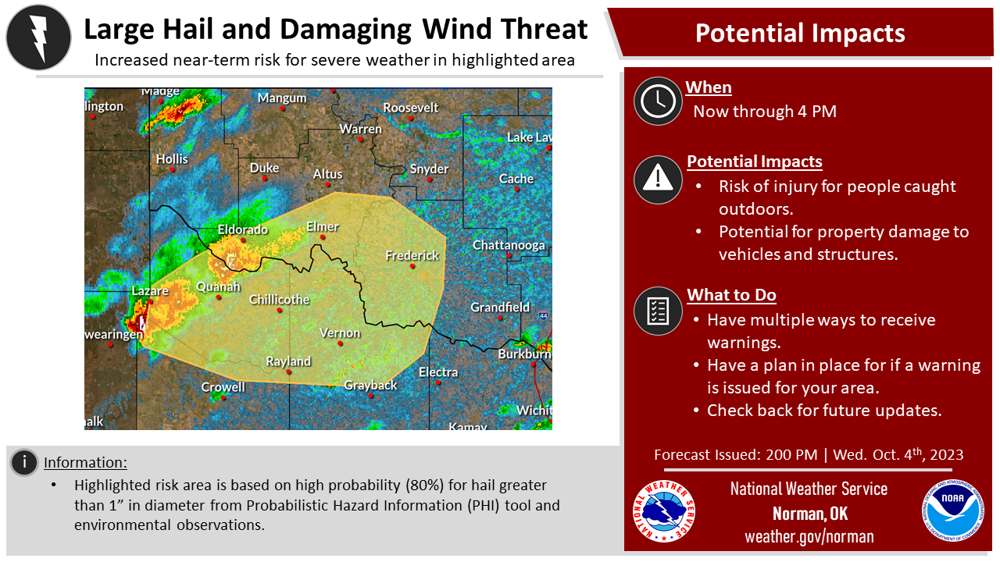 Large Hail and Damaging Wind Threat
Increased near-term risk for severe weather in highlighted area
Potential Impacts
When
Now through 4 PM
Potential Impacts
• Risk of injury for people caught
outdoors.
• Potential for property damage to
vehicles and structures.
What to Do
• Have multiple ways to receive
warnings.
• Have a plan in place for if a warning
is issued for your area.
• Check back for future updates.
Forecast Issued: 200 PM | Wed. Oct. 4th, 2023
National Weather Service
Norman, OK
weather.gov/norman
NATIONAL WEATHER SERVICE
NOAA
NATIONAL OCEANIC AND ATMOSPHERIC ADMINISTRATION
U.S. DEPARTMENT OF COMMERCE
Madge
lington
Mangum
Roosevelt
Warren
Lake Law
Hollis
Duke
Altus
Snyder
Cache
Eldorado
Elmer
Chattanooga
Frederick
Lazare
Quanah
Chillicothe
Grandfield
44
wearingen
Vernon
Burkburn
Rayland
Electra
Crowell
Grayback
Wichit
alk
Kamay
i
Information:
• Highlighted risk area is based on high probability (80%) for hail greater
than 1” in diameter from Probabilistic Hazard Information (PHI) tool and
environmental observations.